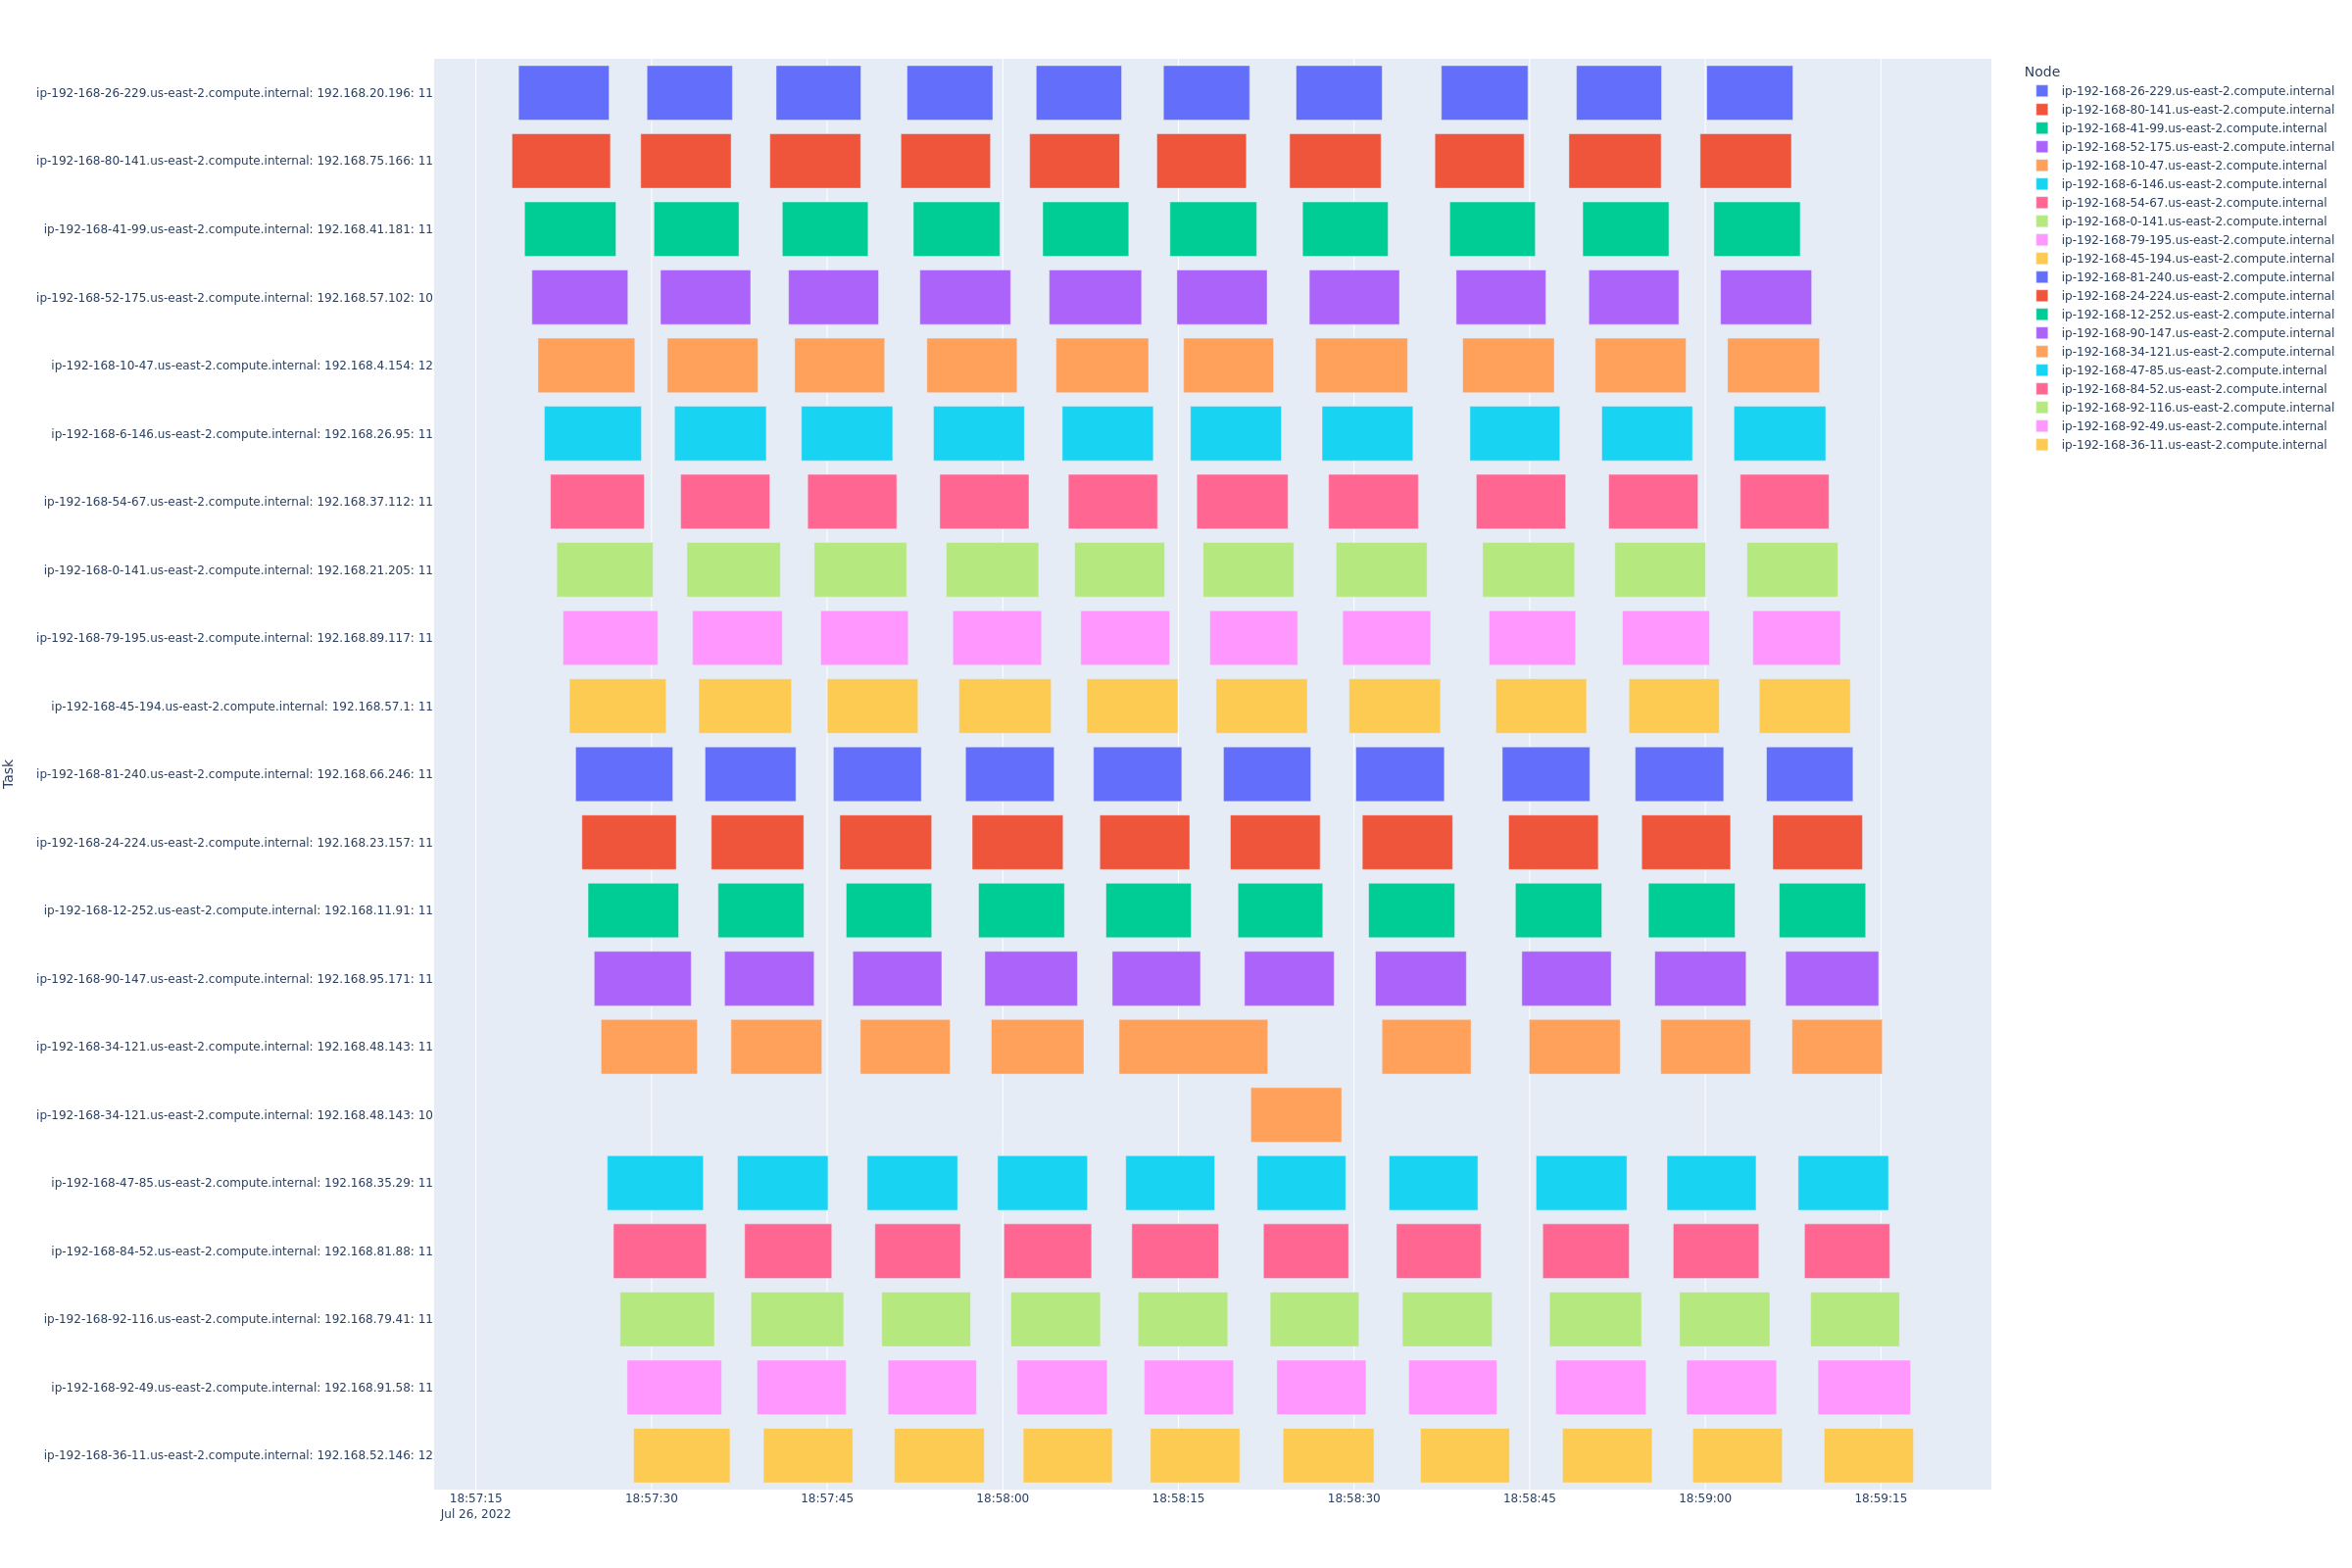 ip-192-168-26-229.us-east-2.compute.internal: 192.168.20.196: 11
ip-192-168-80-141.us-east-2.compute.internal: 192.168.75.166: 11
ip-192-168-41-99.us-east-2.compute.internal: 192.168.41.181: 11
ip-192-168-52-175.us-east-2.compute.internal: 192.168.57.102: 10
ip-192-168-10-47.us-east-2.compute.internal: 192.168.4.154: 12
ip-192-168-6-146.us-east-2.compute.internal: 192.168.26.95: 11
ip-192-168-54-67.us-east-2.compute.internal: 192.168.37.112: 11
ip-192-168-0-141.us-east-2.compute.internal: 192.168.21.205: 11
ip-192-168-79-195.us-east-2.compute.internal: 192.168.89.117: 11
ip-192-168-45-194.us-east-2.compute.internal: 192.168.57.1: 11
ip-192-168-81-240.us-east-2.compute.internal: 192.168.66.246: 11
ip-192-168-24-224.us-east-2.compute.internal: 192.168.23.157: 11
ip-192-168-12-252.us-east-2.compute.internal: 192.168.11.91: 11
ip-192-168-90-147.us-east-2.compute.internal: 192.168.95.171: 11
ip-192-168-34-121.us-east-2.compute.internal: 192.168.48.143: 11
ip-192-168-34-121.us-east-2.compute.internal: 192.168.48.143: 10
ip-192-168-47-85.us-east-2.compute.internal: 192.168.35.29: 11
ip-192-168-84-52.us-east-2.compute.internal: 192.168.81.88: 11
ip-192-168-92-116.us-east-2.compute.internal: 192.168.79.41: 11
ip-192-168-92-49.us-east-2.compute.internal: 192.168.91.58: 11
ip-192-168-36-11.us-east-2.compute.internal: 192.168.52.146: 12
Task
18:57:15 18:57:30 18:57:45 18:58:00 18:58:15 18:58:30 18:58:45 18:59:00 18:59:15
Jul 26, 2022
Node
ip-192-168-26-229.us-east-2.compute.internal
ip-192-168-80-141.us-east-2.compute.internal
ip-192-168-41-99.us-east-2.compute.internal
ip-192-168-52-175.us-east-2.compute.internal
ip-192-168-10-47.us-east-2.compute.internal
ip-192-168-6-146.us-east-2.compute.internal
ip-192-168-54-67.us-east-2.compute.internal
ip-192-168-0-141.us-east-2.compute.internal
ip-192-168-79-195.us-east-2.compute.internal
ip-192-168-45-194.us-east-2.compute.internal
ip-192-168-81-240.us-east-2.compute.internal
ip-192-168-24-224.us-east-2.compute.internal
ip-192-168-12-252.us-east-2.compute.internal
ip-192-168-90-147.us-east-2.compute.internal
ip-192-168-34-121.us-east-2.compute.internal
ip-192-168-47-85.us-east-2.compute.internal
ip-192-168-84-52.us-east-2.compute.internal
ip-192-168-92-116.us-east-2.compute.internal
ip-192-168-92-49.us-east-2.compute.internal
ip-192-168-36-11.us-east-2.compute.internal